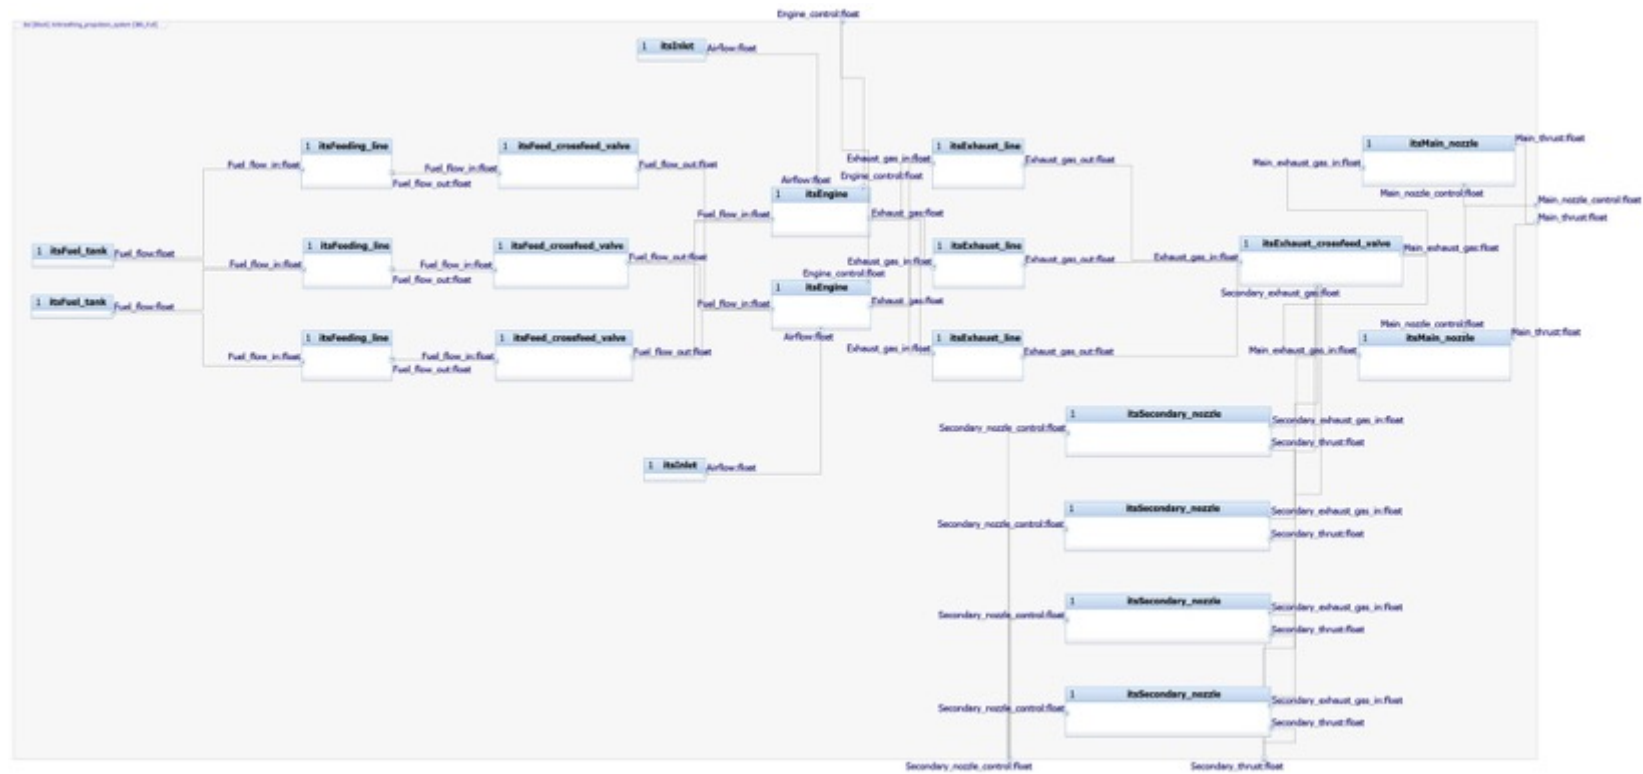 Engine_control:float
ibd [Block] Airbreathing_propulsion_system [IBD_Full]
1 itsInlet
Airflow:float
1 itsFeeding_line
Fuel_flow_in:float
Fuel_flow_out:float
1 itsFeed_crossfeed_valve
Fuel_flow_in:float
Fuel_flow_out:float
1 itsExhaust_line
Exhaust_gas_in:float
Exhaust_gas_out:float
1 itsMain_nozzle
Main_thrust:float
Main_exhaust_gas_in:float
Main_nozzle_control:float
Main_nozzle_control:float
Main_thrust:float
Airflow:float
Engine_control:float
1 itsEngine
Fuel_flow_in:float
Exhaust_gas:float
1 itsFuel_tank
Fuel_flow:float
1 itsFeeding_line
Fuel_flow_in:float
Fuel_flow_out:float
1 itsFeed_crossfeed_valve
Fuel_flow_in:float
Fuel_flow_out:float
1 itsExhaust_line
Exhaust_gas_in:float
Exhaust_gas_out:float
1 itsExhaust_crossfeed_valve
Exhaust_gas_in:float
Main_exhaust_gas:float
Secondary_exhaust_gas:float
Engine_control:float
1 itsEngine
Fuel_flow_in:float
Exhaust_gas:float
Airflow:float
1 itsFuel_tank
Fuel_flow:float
1 itsFeeding_line
Fuel_flow_in:float
Fuel_flow_out:float
1 itsFeed_crossfeed_valve
Fuel_flow_in:float
Fuel_flow_out:float
1 itsExhaust_line
Exhaust_gas_in:float
Exhaust_gas_out:float
Main_nozzle_control:float
1 itsMain_nozzle
Main_thrust:float
Main_exhaust_gas_in:float
1 itsSecondary_nozzle
Secondary_nozzle_control:float
Secondary_exhaust_gas_in:float
Secondary_thrust:float
1 itsInlet
Airflow:float
1 itsSecondary_nozzle
Secondary_nozzle_control:float
Secondary_exhaust_gas_in:float
Secondary_thrust:float
1 itsSecondary_nozzle
Secondary_nozzle_control:float
Secondary_exhaust_gas_in:float
Secondary_thrust:float
1 itsSecondary_nozzle
Secondary_nozzle_control:float
Secondary_exhaust_gas_in:float
Secondary_thrust:float
Secondary_nozzle_control:float
Secondary_thrust:float